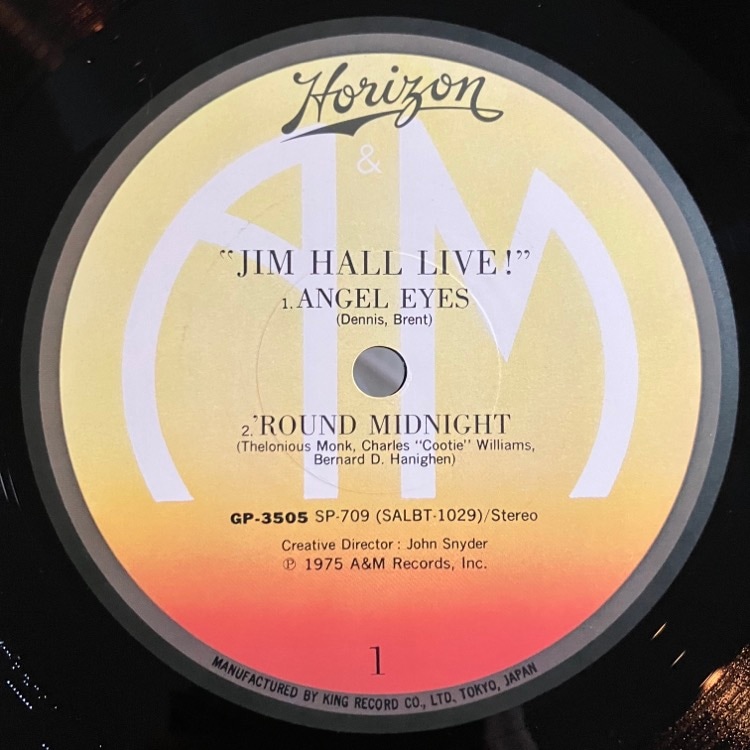 Horizon
A&M
"JIM HALL LIVE!"
1. ANGEL EYES
(Dennis, Brent)
2. 'ROUND MIDNIGHT
(Thelonious Monk, Charles "Cootie" Williams,
Bernard D. Hanighen)
GP-3505 SP-709 (SALBT-1029)/Stereo
Creative Director : John Snyder
℗ 1975 A&M Records, Inc.
1
MANUFACTURED BY KING RECORD CO., LTD. TOKYO, JAPAN